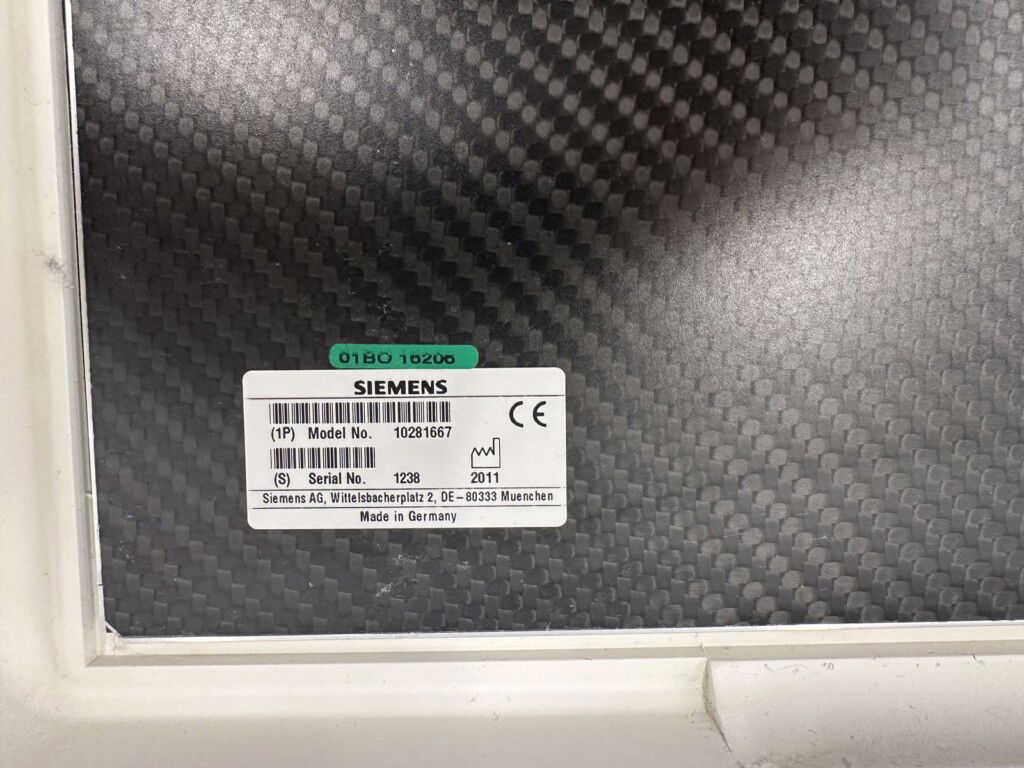 01BO 16206
SIEMENS
CE
(1P) Model No. 10281667
(S) Serial No. 1238
2011
Siemens AG, Wittelsbacherplatz 2, DE-80333 Muenchen
Made in Germany